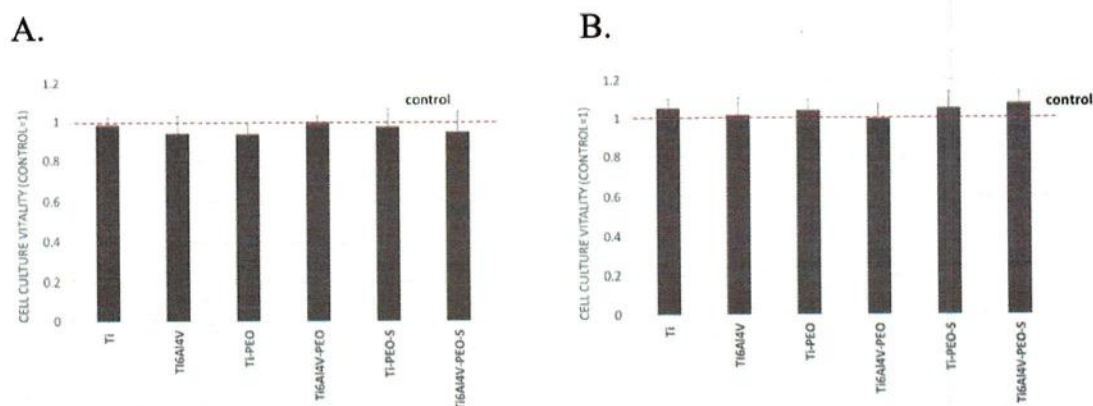 A.
CELL CULTURE VITALITY (CONTROL=1)
1.2
1
0.8
0.6
0.4
0.2
0
control
Ti
Ti6Al4V
Ti-PEO
Ti6Al4V-PEO
Ti-PEO-S
Ti6Al4V-PEO-S
B.
CELL CULTURE VITALITY (CONTROL=1)
1.2
1
0.8
0.6
0.4
0.2
0
control
Ti
Ti6Al4V
Ti-PEO
Ti6Al4V-PEO
Ti-PEO-S
Ti6Al4V-PEO-S